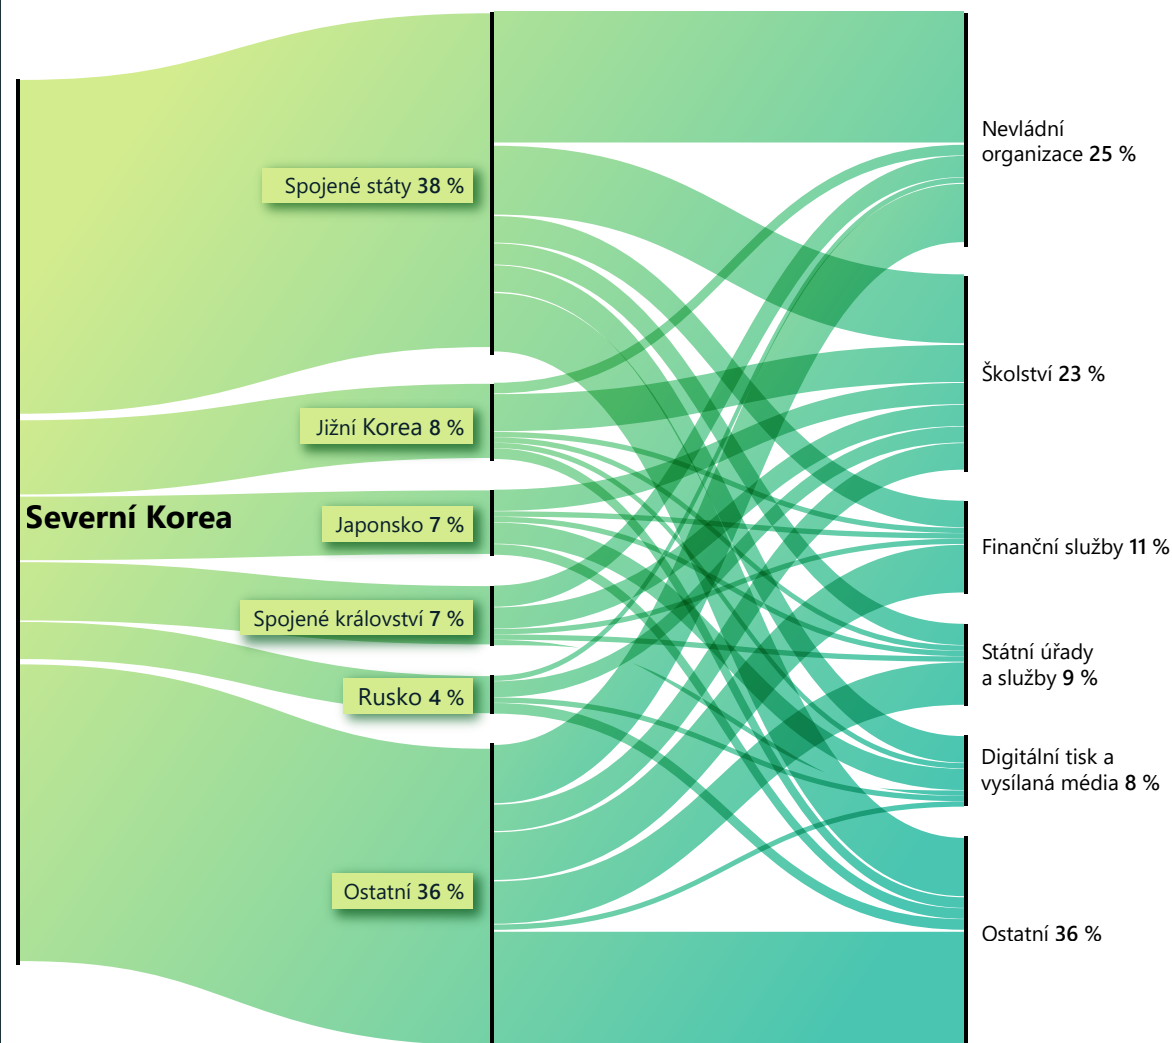 Severní Korea
Spojené státy 38 %
Jižní Korea 8 %
Japonsko 7 %
Spojené království 7 %
Rusko 4 %
Ostatní 36 %
Nevládní
organizace 25 %
Školství 23 %
Finanční služby 11 %
Státní úřady
a služby 9 %
Digitální tisk a
vysílaná média 8 %
Ostatní 36 %